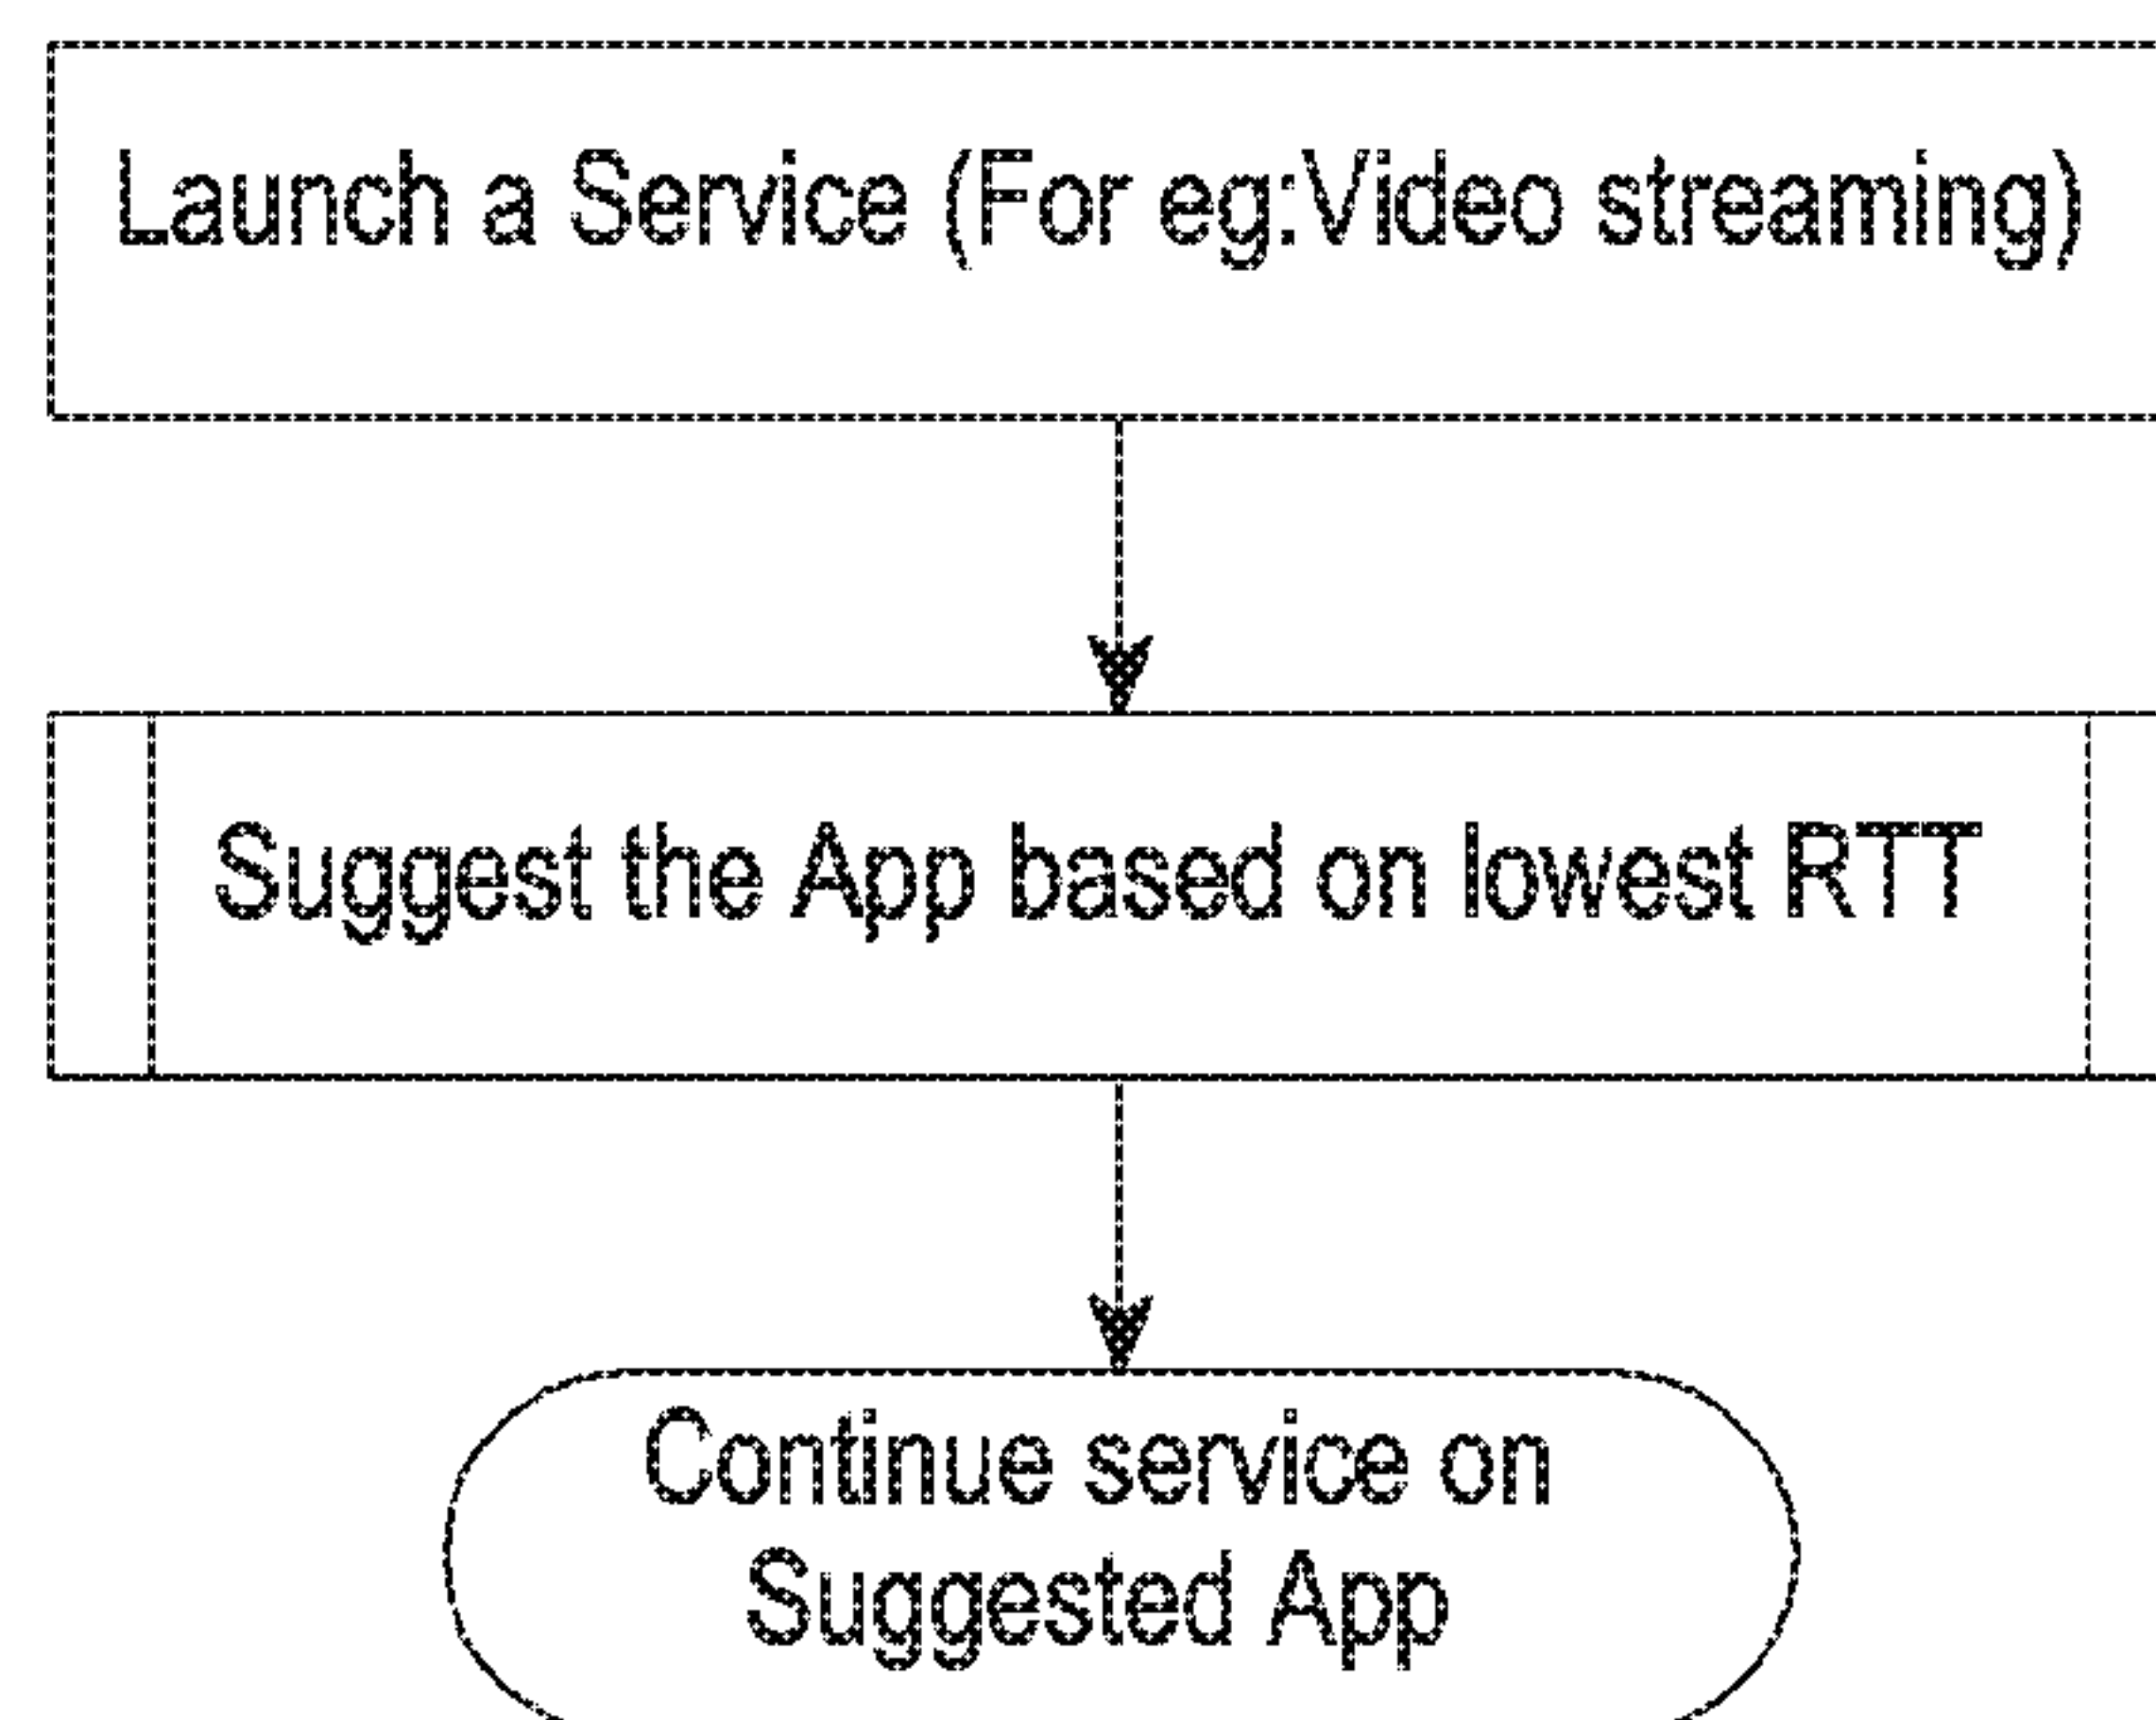 Launch a Service (For eg:Video streaming)
Suggest the App based on lowest RTT
Continue service on
Suggested App